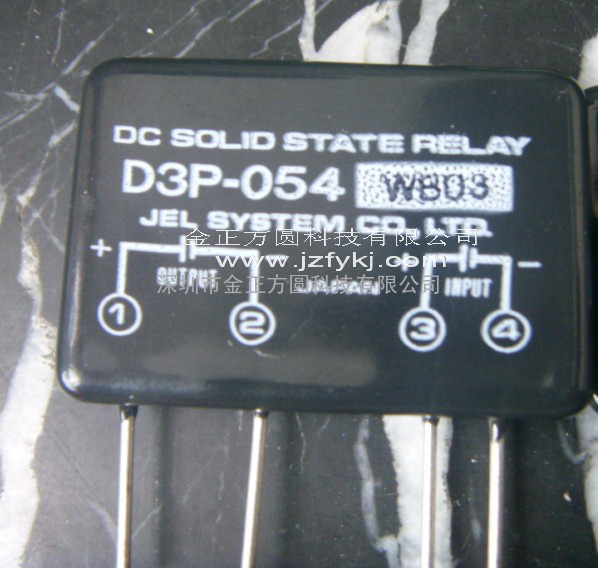 DC SOLID STATE RELAY
D3P-054 WB03
JEL SYSTEM CO., LTD.
金正方圆科技有限公司
+ OUTPUT + INPUT −
www.jzfykj.com
深圳市金正方圆科技有限公司
1 2 3 4